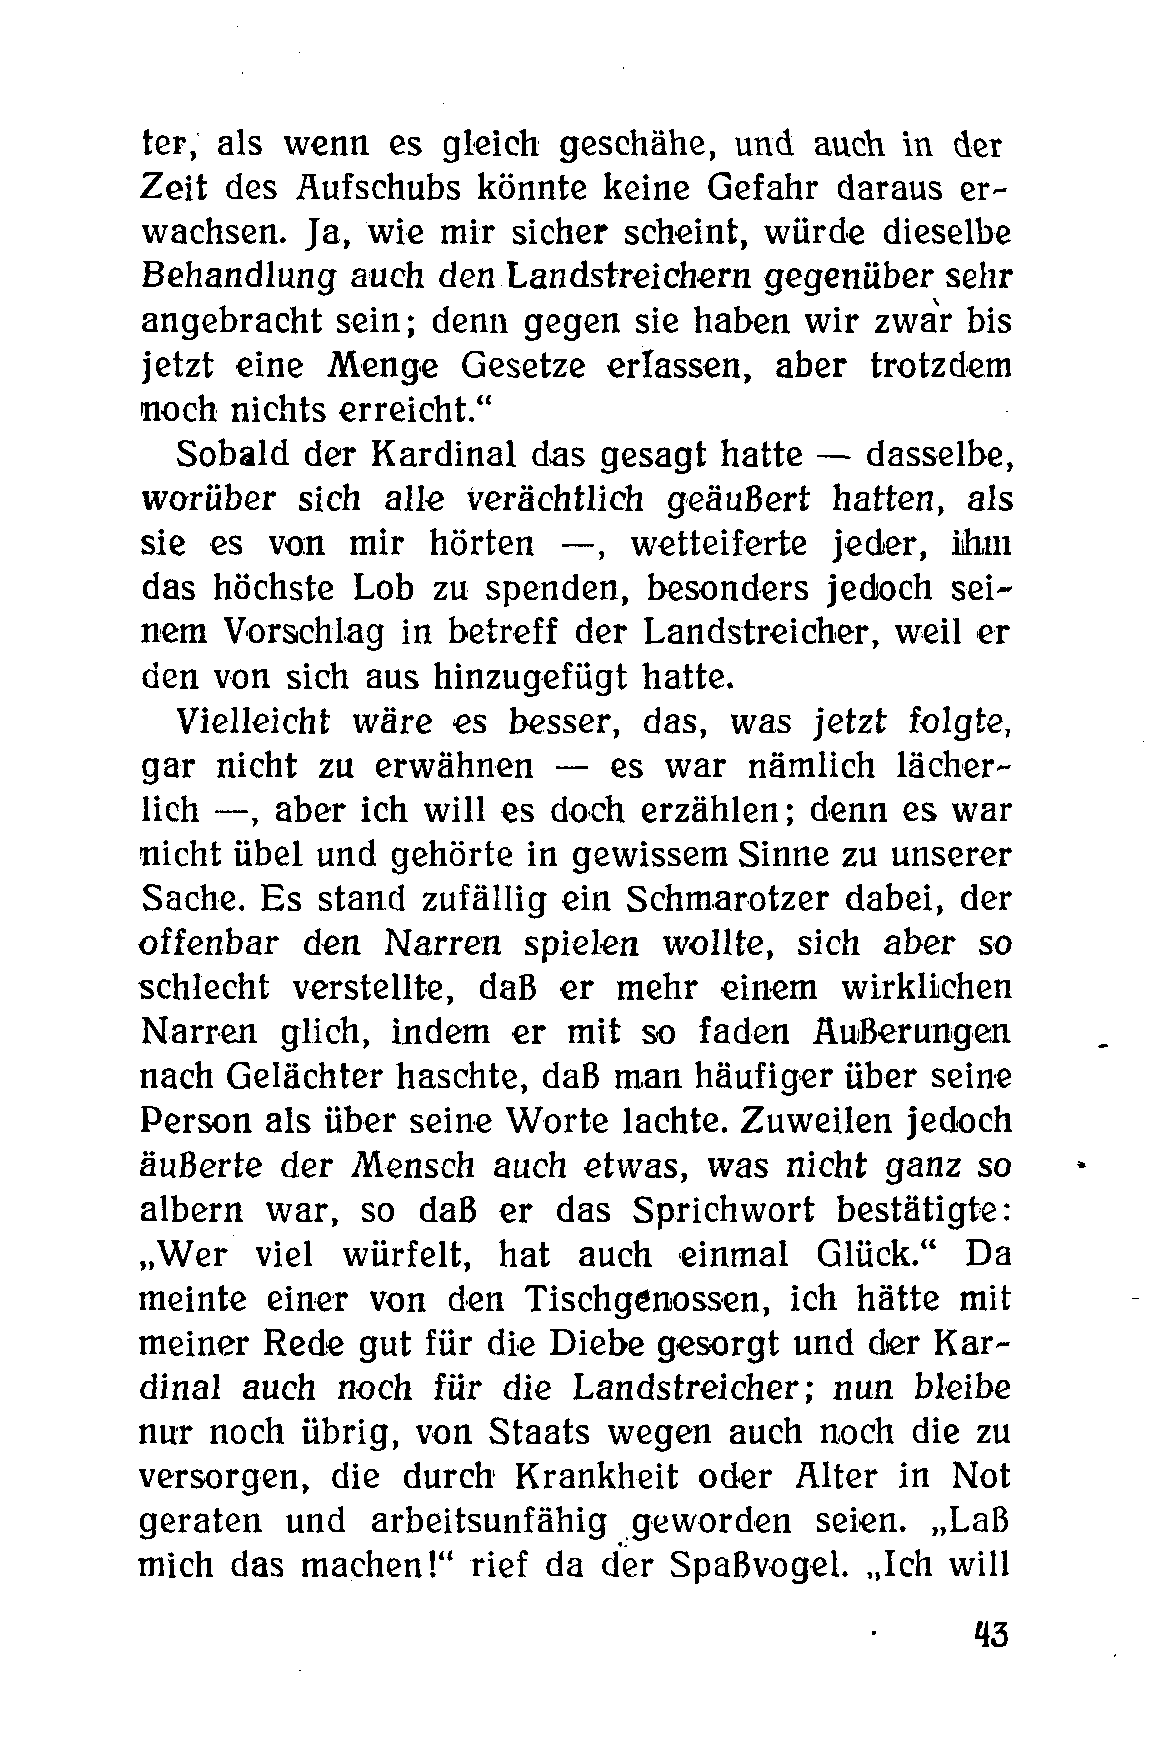 ter, als wenn es gleich geschähe, und auch in der
Zeit des Aufschubs könnte keine Gefahr daraus er-
wachsen. Ja, wie mir sicher scheint, würde dieselbe
Behandlung auch den Landstreichern gegenüber sehr
angebracht sein; denn gegen sie haben wir zwar bis
jetzt eine Menge Gesetze erlassen, aber trotzdem
noch nichts erreicht.“
Sobald der Kardinal das gesagt hatte — dasselbe,
worüber sich alle verächtlich geäußert hatten, als
sie es von mir hörten —, wetteiferte jeder, ihm
das höchste Lob zu spenden, besonders jedoch sei-
nem Vorschlag in betreff der Landstreicher, weil er
den von sich aus hinzugefügt hatte.
Vielleicht wäre es besser, das, was jetzt folgte,
gar nicht zu erwähnen — es war nämlich lächer-
lich —, aber ich will es doch erzählen; denn es war
nicht übel und gehörte in gewissem Sinne zu unserer
Sache. Es stand zufällig ein Schmarotzer dabei, der
offenbar den Narren spielen wollte, sich aber so
schlecht verstellte, daß er mehr einem wirklichen
Narren glich, indem er mit so faden Äußerungen
nach Gelächter haschte, daß man häufiger über seine
Person als über seine Worte lachte. Zuweilen jedoch
äußerte der Mensch auch etwas, was nicht ganz so
albern war, so daß er das Sprichwort bestätigte:
„Wer viel würfelt, hat auch einmal Glück.“ Da
meinte einer von den Tischgenossen, ich hätte mit
meiner Rede gut für die Diebe gesorgt und der Kar-
dinal auch noch für die Landstreicher; nun bleibe
nur noch übrig, von Staats wegen auch noch die zu
versorgen, die durch Krankheit oder Alter in Not
geraten und arbeitsunfähig geworden seien. „Laß
mich das machen!“ rief da der Spaßvogel. „Ich will
43